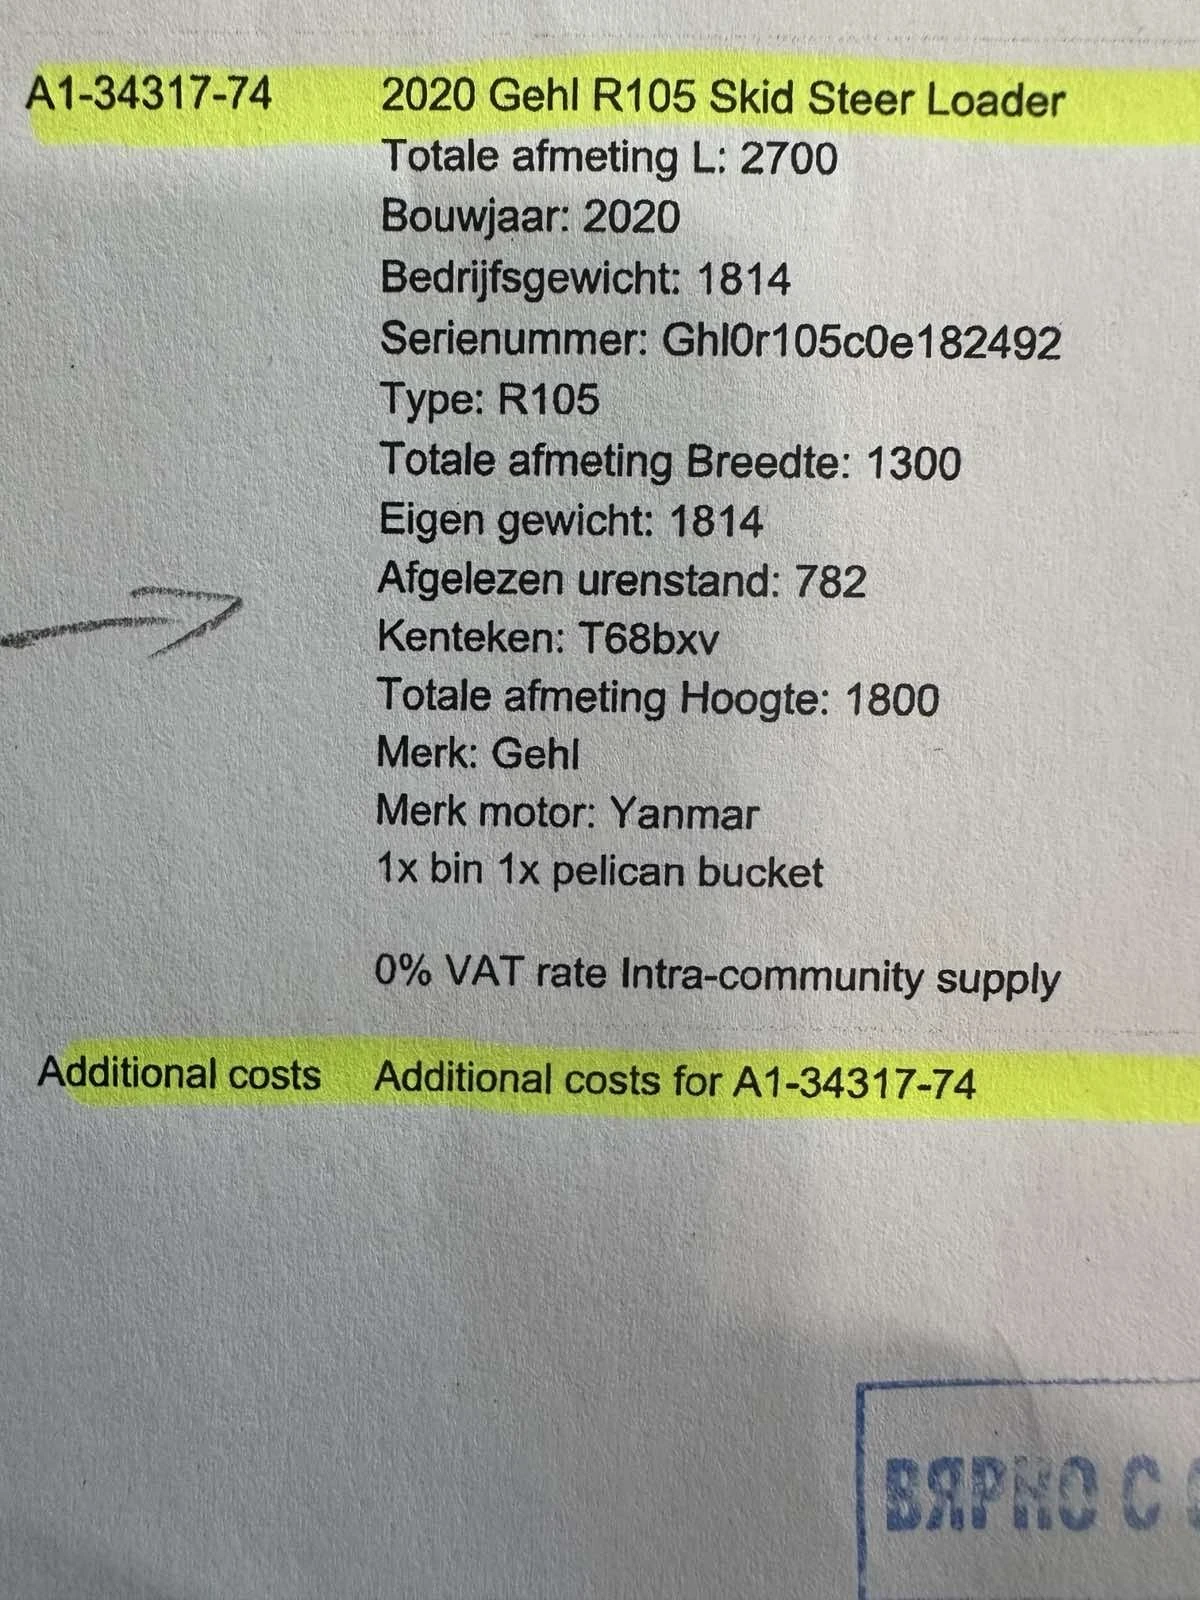 A1-34317-74 2020 Gehl R105 Skid Steer Loader
Totale afmeting L: 2700
Bouwjaar: 2020
Bedrijfsgewicht: 1814
Serienummer: Ghl0r105c0e182492
Type: R105
Totale afmeting Breedte: 1300
Eigen gewicht: 1814
Afgelezen urenstand: 782
Kenteken: T68bxv
Totale afmeting Hoogte: 1800
Merk: Gehl
Merk motor: Yanmar
1x bin 1x pelican bucket
0% VAT rate Intra-community supply
Additional costs Additional costs for A1-34317-74
ВЯРНО С